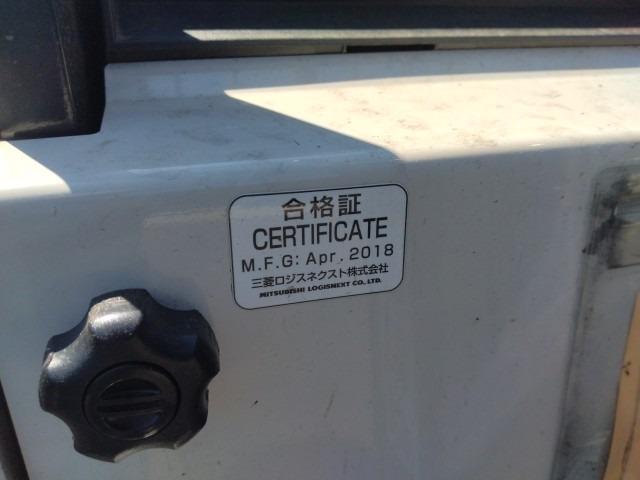 合格証
CERTIFICATE
M.F.G: Apr. 2018
三菱ロジスネクスト株式会社
MITSUBISHI LOGISNEXT CO., LTD.